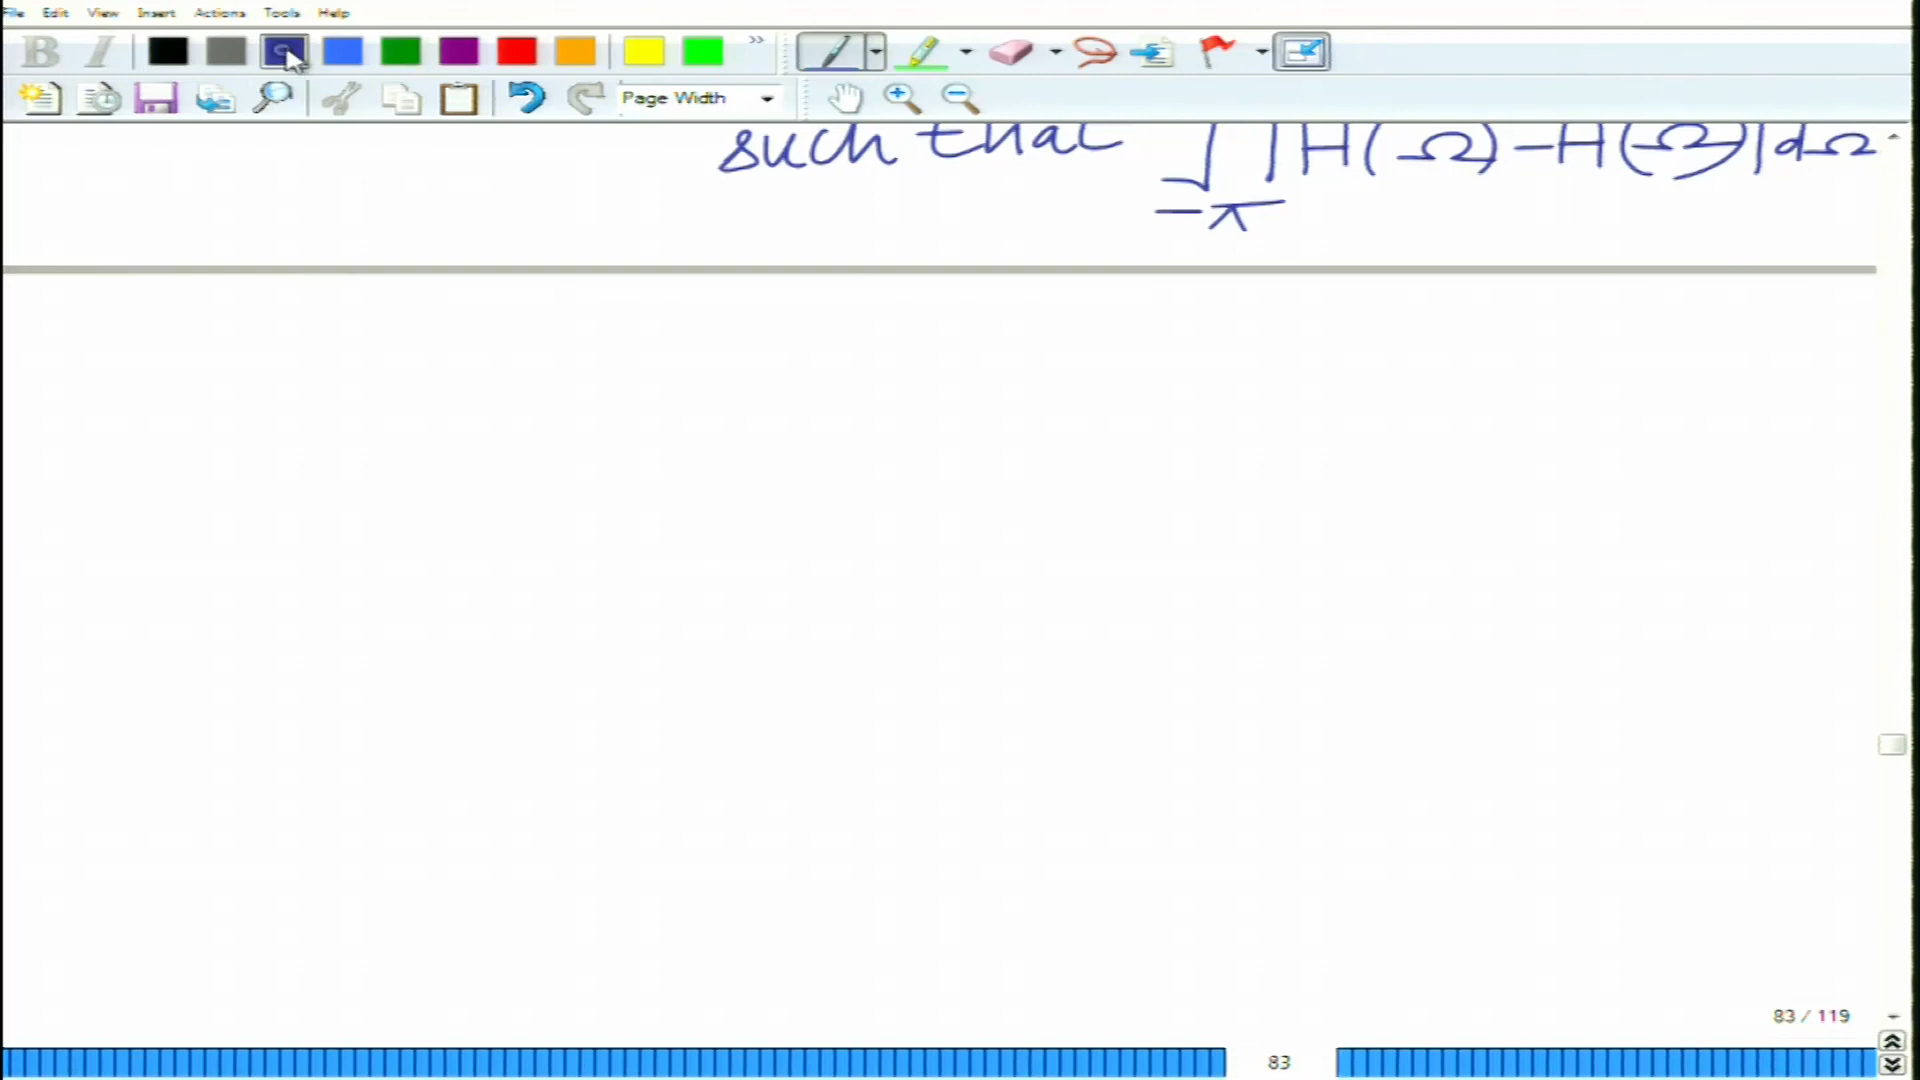 File Edit View Insert Actions Tools Help
B I
Page Width
such that ∫ |H(Ω) - H(Ω)| dΩ
-π
83 / 119
83